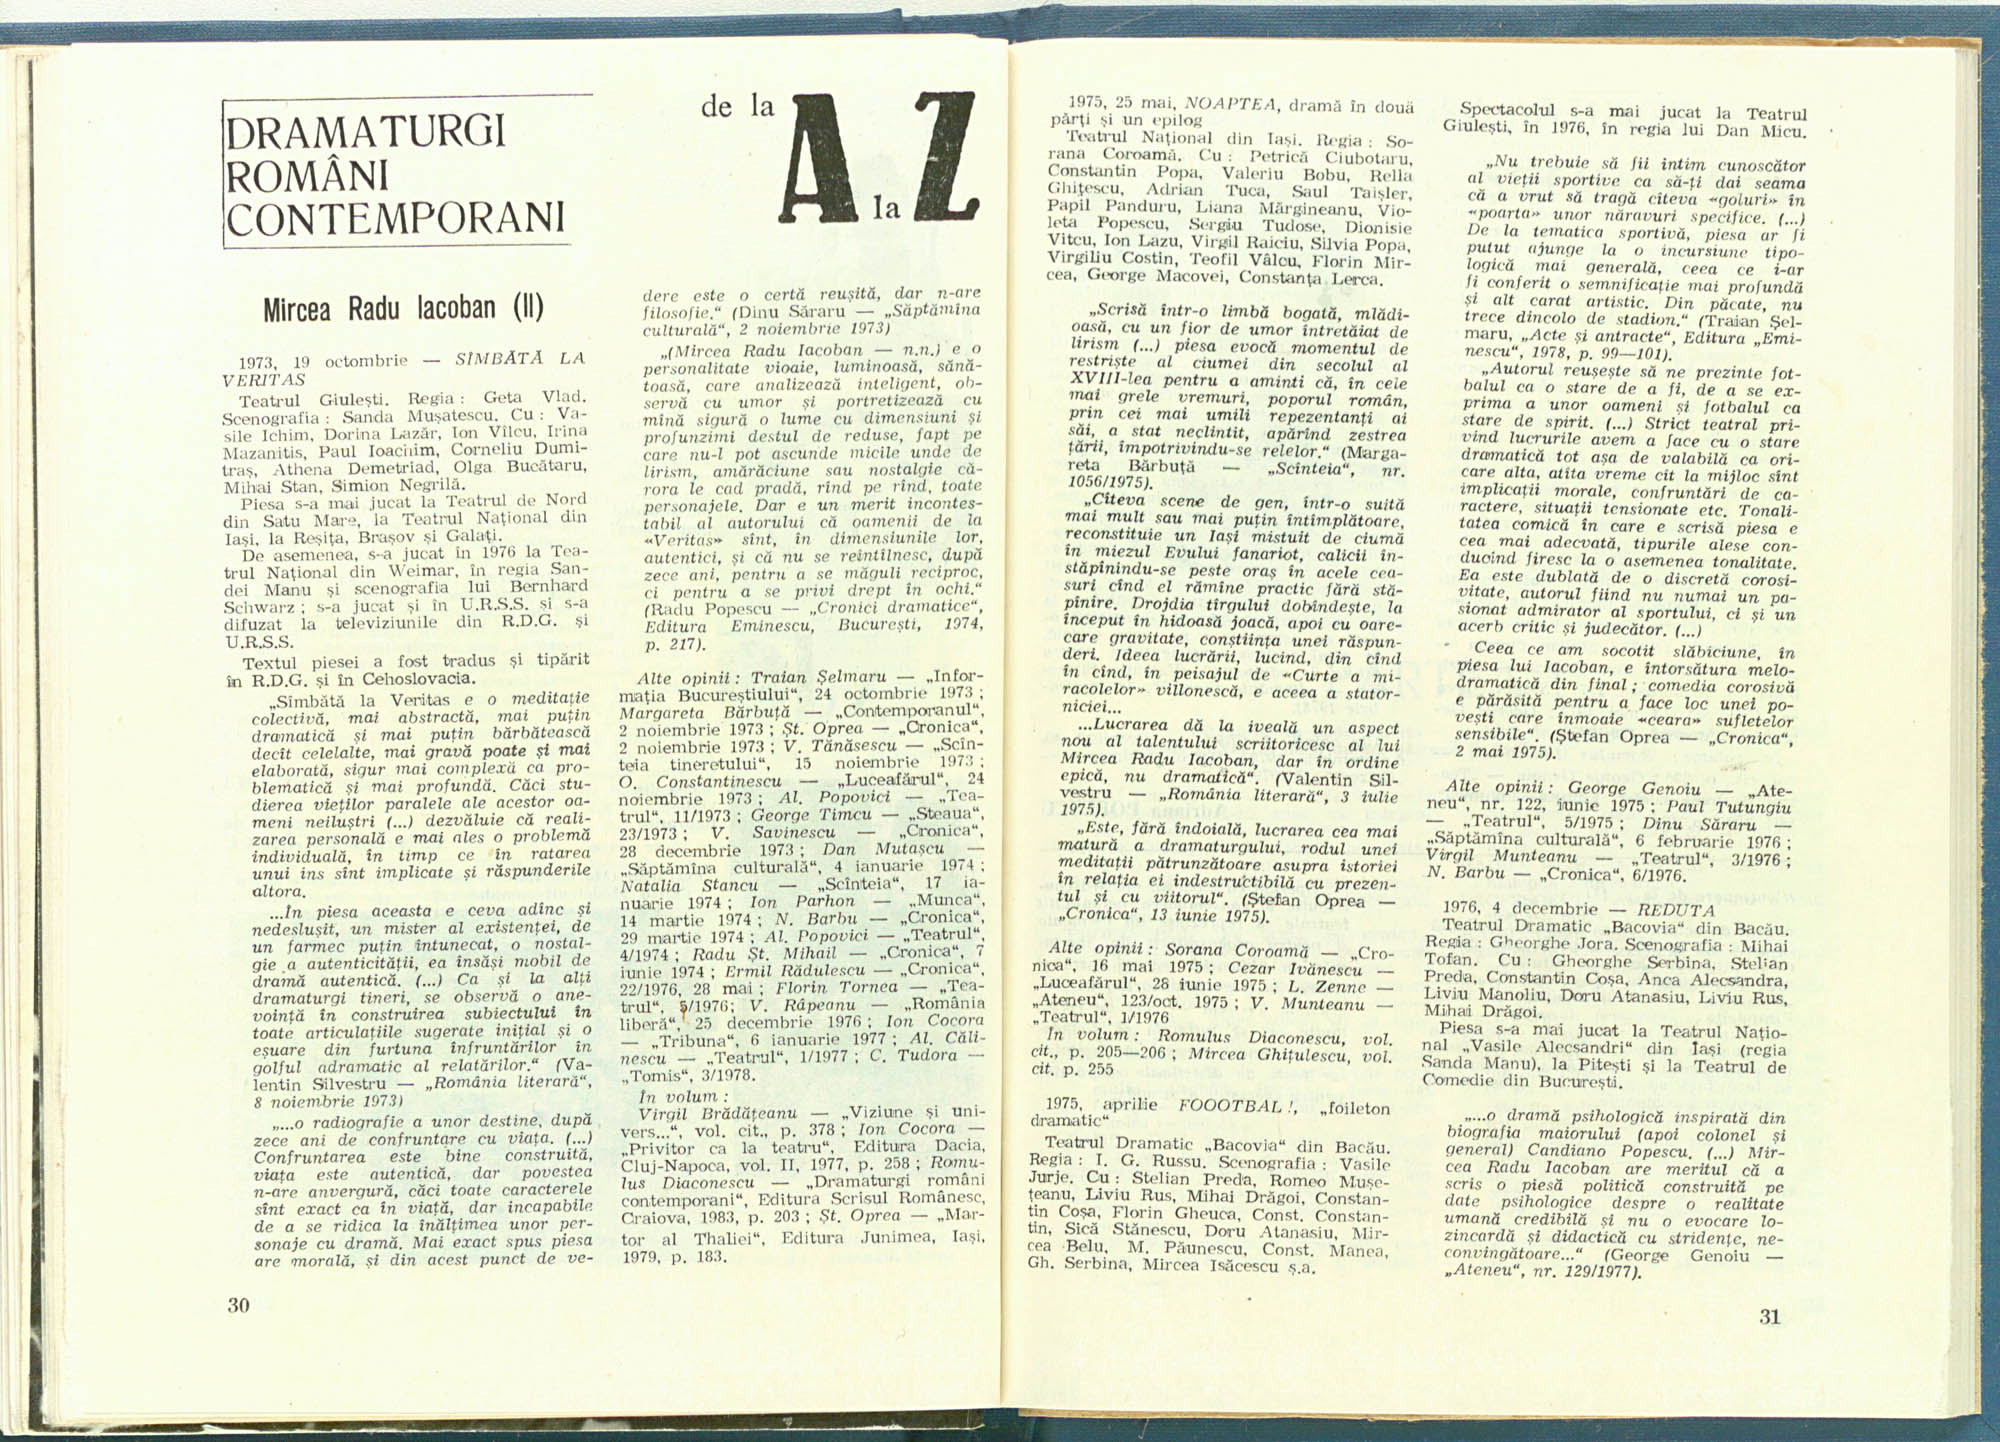 DRAMATURGI
ROMÂNI
CONTEMPORANI
de la
A la Z
Mircea Radu Iacoban (II)
1973, 19 octombrie — SÎMBĂTĂ LA
VERITAS
Teatrul Giulești. Regia : Geta Vlad.
Scenografia : Sanda Mușatescu. Cu : Va-
sile Ichim, Dorina Lazăr, Ion Vîlcu, Irina
Mazanitis, Paul Ioachim, Corneliu Dumi-
traș, Athena Demetriad, Olga Bucătaru,
Mihai Stan, Simion Negrilă.
Piesa s-a mai jucat la Teatrul de Nord
din Satu Mare, la Teatrul Național din
Iași, la Reșița, Brașov și Galați.
De asemenea, s-a jucat în 1976 la Tea-
trul Național din Weimar, în regia San-
dei Manu și scenografia lui Bernhard
Schwarz ; s-a jucat și în U.R.S.S. și s-a
difuzat la televiziunile din R.D.G. și
U.R.S.S.
Textul piesei a fost tradus și tipărit
în R.D.G. și în Cehoslovacia.
„Sîmbătă la Veritas e o meditație
colectivă, mai abstractă, mai puțin
dramatică și mai puțin bărbătească
decît celelalte, mai gravă poate și mai
elaborată, sigur mai complexă ca pro-
blematică și mai profundă. Căci stu-
dierea vieților paralele ale acestor oa-
meni neiluștri (...) dezvăluie că reali-
zarea personală e mai ales o problemă
individuală, în timp ce în ratarea
unui ins sînt implicate și răspunderile
altora.
...În piesa aceasta e ceva adînc și
nedeslușit, un mister al existenței, de
un farmec puțin întunecat, o nostal-
gie a autenticității, ea însăși mobil de
dramă autentică. (...) Ca și la alți
dramaturgi tineri, se observă o ane-
voință în construirea subiectului în
toate articulațiile sugerate inițial și o
eșuare din furtuna înfruntărilor în
golful adramatic al relatărilor.“ (Va-
lentin Silvestru — „România literară“,
8 noiembrie 1973)
„...o radiografie a unor destine, după
zece ani de confruntare cu viața. (...)
Confruntarea este bine construită,
viața este autentică, dar povestea
n-are anvergură, căci toate caracterele
sînt exact ca în viață, dar incapabile
de a se ridica la înălțimea unor per-
sonaje cu dramă. Mai exact spus piesa
are morală, și din acest punct de ve-
30
dere este o certă reușită, dar n-are
filosofie.“ (Dinu Săraru — „Săptămîna
culturală“, 2 noiembrie 1973)
„(Mircea Radu Iacoban — n.n.) e o
personalitate vioaie, luminoasă, sănă-
toasă, care analizează inteligent, ob-
servă cu umor și portretizează cu
mînă sigură o lume cu dimensiuni și
profunzimi destul de reduse, fapt pe
care nu-l pot ascunde micile unde de
lirism, amărăciune sau nostalgie că-
rora le cad pradă, rînd pe rînd, toate
personajele. Dar e un merit incontes-
tabil al autorului că oamenii de la
«Veritas» sînt, în dimensiunile lor,
autentici, și că nu se reîntîlnesc, după
zece ani, pentru a se măguli reciproc,
ci pentru a se privi drept în ochi.“
(Radu Popescu — „Cronici dramatice“,
Editura Eminescu, București, 1974,
p. 217).
Alte opinii : Traian Șelmaru — „Infor-
mația Bucureștiului“, 24 octombrie 1973 ;
Margareta Bărbuță — „Contemporanul“,
2 noiembrie 1973 ; Șt. Oprea — „Cronica“,
2 noiembrie 1973 ; V. Tănăsescu — „Scîn-
teia tineretului“, 15 noiembrie 1973 ;
O. Constantinescu — „Luceafărul“, 24
noiembrie 1973 ; Al. Popovici — „Tea-
trul“, 11/1973 ; George Timcu — „Steaua“,
23/1973 ; V. Savinescu — „Cronica“,
28 decembrie 1973 ; Dan Mutașcu —
„Săptămîna culturală“, 4 ianuarie 1974 ;
Natalia Stancu — „Scînteia“, 17 ia-
nuarie 1974 ; Ion Parhon — „Munca“,
14 martie 1974 ; N. Barbu — „Cronica“,
29 martie 1974 ; Al. Popovici — „Teatrul“,
4/1974 ; Radu Șt. Mihail — „Cronica“, 7
iunie 1974 ; Ermil Rădulescu — „Cronica“,
22/1976, 28 mai ; Florin Tornea — „Tea-
trul“, 5/1976; V. Râpeanu — „România
liberă“, 25 decembrie 1976 ; Ion Cocora
— „Tribuna“, 6 ianuarie 1977 ; Al. Căli-
nescu — „Teatrul“, 1/1977 ; C. Tudora —
„Tomis“, 3/1978.
În volum :
Virgil Brădățeanu — „Viziune și uni-
vers...“, vol. cit., p. 378 ; Ion Cocora —
„Privitor ca la teatru“, Editura Dacia,
Cluj-Napoca, vol. II, 1977, p. 258 ; Romu-
lus Diaconescu — „Dramaturgi români
contemporani“, Editura Scrisul Românesc,
Craiova, 1983, p. 203 ; Șt. Oprea — „Mar-
tor al Thaliei“, Editura Junimea, Iași,
1979, p. 183.
1975, 25 mai, NOAPTEA, dramă în două
părți și un epilog
Teatrul Național din Iași. Regia : So-
rana Coroamă. Cu : Petrică Ciubotaru,
Constantin Popa, Valeriu Bobu, Rella
Ghițescu, Adrian Tuca, Saul Taișler,
Papil Panduru, Liana Mărgineanu, Vio-
leta Popescu, Sergiu Tudose, Dionisie
Vitcu, Ion Lazu, Virgil Raiciu, Silvia Popa,
Virgiliu Costin, Teofil Vâlcu, Florin Mir-
cea, George Macovei, Constanța Lerca.
„Scrisă într-o limbă bogată, mlădi-
oasă, cu un fior de umor întretăiat de
lirism (...) piesa evocă momentul de
restriște al ciumei din secolul al
XVIII-lea pentru a aminti că, în cele
mai grele vremuri, poporul român,
prin cei mai umili repezentanți ai
săi, a stat neclintit, apărînd zestrea
țării, împotrivindu-se relelor.“ (Marga-
reta Bărbuță — „Scînteia“, nr.
1056/1975).
„Cîteva scene de gen, într-o suită
mai mult sau mai puțin întîmplătoare,
reconstituie un Iași mistuit de ciumă
în miezul Evului fanariot, calicii în-
stăpînindu-se peste oraș în acele cea-
suri cînd el rămîne practic fără stă-
pînire. Drojdia tîrgului dobîndește, la
început în hidoasă joacă, apoi cu oare-
care gravitate, conștiința unei răspun-
deri. Ideea lucrării, lucind, din cînd
în cînd, în peisajul de «Curte a mi-
racolelor» villonescă, e aceea a stator-
niciei...
...Lucrarea dă la iveală un aspect
nou al talentului scriitoricesc al lui
Mircea Radu Iacoban, dar în ordine
epică, nu dramatică“. (Valentin Sil-
vestru — „România literară“, 3 iulie
1975).
„Este, fără îndoială, lucrarea cea mai
matură a dramaturgului, rodul unei
meditații pătrunzătoare asupra istoriei
în relația ei indestructibilă cu prezen-
tul și cu viitorul“. (Ștefan Oprea —
„Cronica“, 13 iunie 1975).
Alte opinii : Sorana Coroamă — „Cro-
nica“, 16 mai 1975 ; Cezar Ivănescu —
„Luceafărul“, 28 iunie 1975 ; L. Zenne —
„Ateneu“, 123/oct. 1975 ; V. Munteanu —
„Teatrul“, 1/1976
În volum : Romulus Diaconescu, vol.
cit., p. 205—206 ; Mircea Ghițulescu, vol.
cit. p. 255
1975, aprilie FOOOTBAL !, „foileton
dramatic“
Teatrul Dramatic „Bacovia“ din Bacău.
Regia : I. G. Russu. Scenografia : Vasile
Jurje. Cu : Stelian Preda, Romeo Mușe-
țeanu, Liviu Rus, Mihai Drăgoi, Constan-
tin Coșa, Florin Gheuca, Const. Constan-
tin, Sică Stănescu, Doru Atanasiu, Mir-
cea Belu, M. Păunescu, Const. Manea,
Gh. Serbina, Mircea Isăcescu ș.a.
Spectacolul s-a mai jucat la Teatrul
Giulești, în 1976, în regia lui Dan Micu.
„Nu trebuie să fii intim cunoscător
al vieții sportive ca să-ți dai seama
că a vrut să tragă cîteva «goluri» în
«poarta» unor năravuri specifice. (...)
De la tematica sportivă, piesa ar fi
putut ajunge la o incursiune tipo-
logică mai generală, ceea ce i-ar
fi conferit o semnificație mai profundă
și alt carat artistic. Din păcate, nu
trece dincolo de stadion.“ (Traian Șel-
maru, „Acte și antracte“, Editura „Emi-
nescu“, 1978, p. 99—101).
„Autorul reușește să ne prezinte fot-
balul ca o stare de a fi, de a se ex-
prima a unor oameni și fotbalul ca
stare de spirit. (...) Strict teatral pri-
vind lucrurile avem a face cu o stare
dramatică tot așa de valabilă ca ori-
care alta, atîta vreme cît la mijloc sînt
implicații morale, confruntări de ca-
ractere, situații tensionate etc. Tonali-
tatea comică în care e scrisă piesa e
cea mai adecvată, tipurile alese con-
ducînd firesc la o asemenea tonalitate.
Ea este dublată de o discretă corosi-
vitate, autorul fiind nu numai un pa-
sionat admirator al sportului, ci și un
acerb critic și judecător. (...)
Ceea ce am socotit slăbiciune, în
piesa lui Iacoban, e întorsătura melo-
dramatică din final ; comedia corosivă
e părăsită pentru a face loc unei po-
vești care înmoaie «ceara» sufletelor
sensibile“. (Ștefan Oprea — „Cronica“,
2 mai 1975).
Alte opinii : George Genoiu — „Ate-
neu“, nr. 122, iunie 1975 ; Paul Tutungiu
— „Teatrul“, 5/1975 ; Dinu Săraru —
„Săptămîna culturală“, 6 februarie 1976 ;
Virgil Munteanu — „Teatrul“, 3/1976 ;
N. Barbu — „Cronica“, 6/1976.
1976, 4 decembrie — REDUTA
Teatrul Dramatic „Bacovia“ din Bacău.
Regia : Gheorghe Jora. Scenografia : Mihai
Tofan. Cu : Gheorghe Serbina, Stelian
Preda, Constantin Coșa, Anca Alecsandra,
Liviu Manoliu, Doru Atanasiu, Liviu Rus,
Mihai Drăgoi.
Piesa s-a mai jucat la Teatrul Națio-
nal „Vasile Alecsandri“ din Iași (regia
Sanda Manu), la Pitești și la Teatrul de
Comedie din București.
„...o dramă psihologică inspirată din
biografia maiorului (apoi colonel și
general) Candiano Popescu. (...) Mir-
cea Radu Iacoban are meritul că a
scris o piesă politică construită pe
date psihologice despre o realitate
umană credibilă și nu o evocare lo-
zincardă și didactică cu stridențe, ne-
convingătoare...“ (George Genoiu —
„Ateneu“, nr. 129/1977).
31